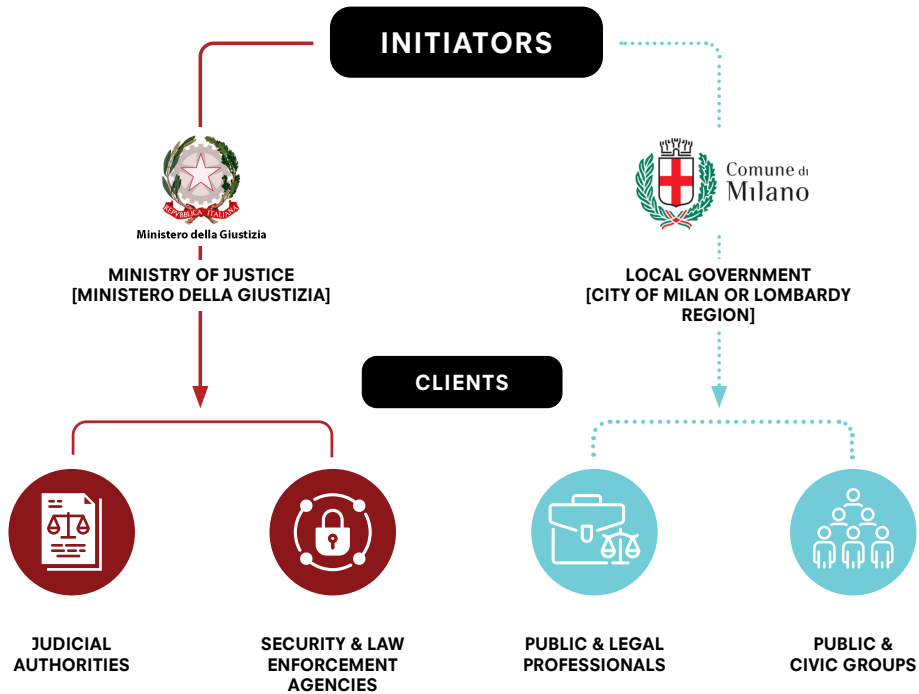 INITIATORS
REPVBBLICA ITALIANA
Ministero della Giustizia
Comune di
Milano
MINISTRY OF JUSTICE
[MINISTERO DELLA GIUSTIZIA]
LOCAL GOVERNMENT
[CITY OF MILAN OR LOMBARDY
REGION]
CLIENTS
JUDICIAL
AUTHORITIES
SECURITY & LAW
ENFORCEMENT
AGENCIES
PUBLIC & LEGAL
PROFESSIONALS
PUBLIC &
CIVIC GROUPS